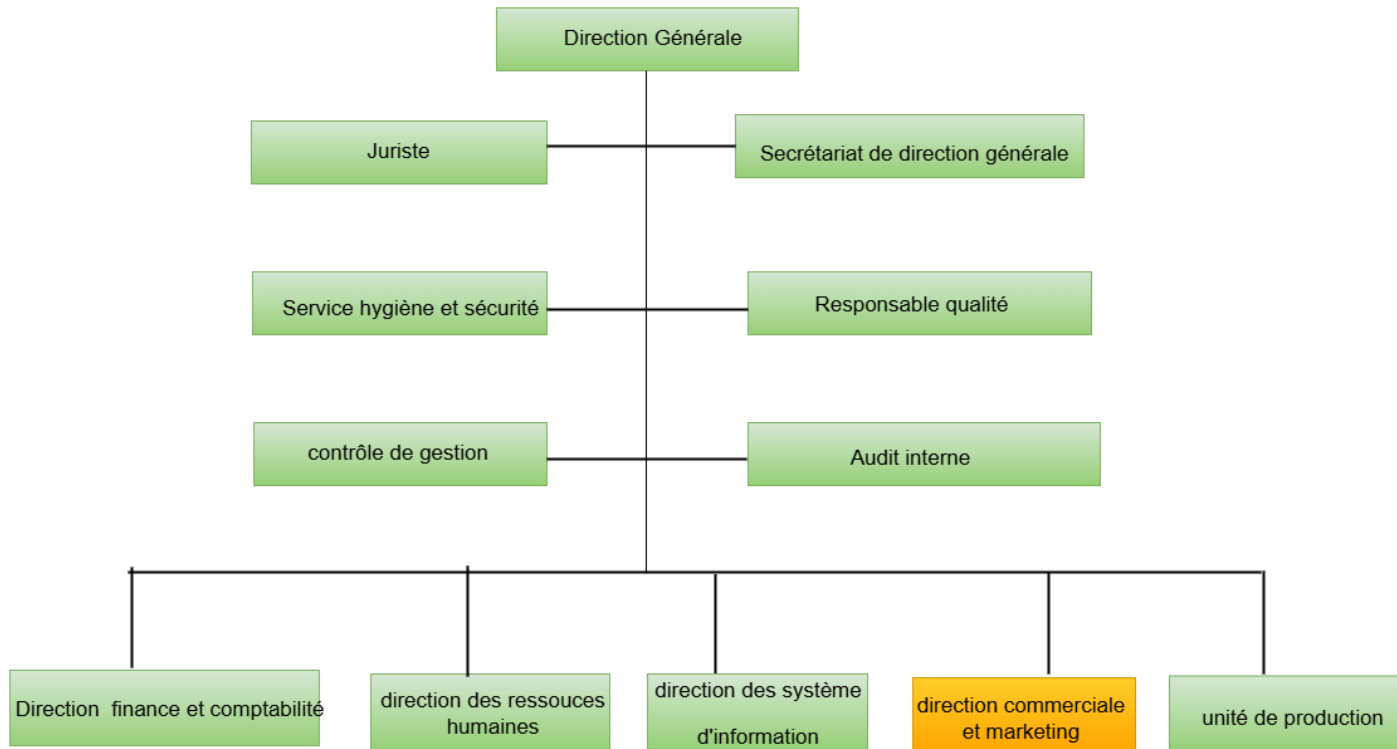 Direction Générale
Juriste
Secrétariat de direction générale
Service hygiène et sécurité
Responsable qualité
contrôle de gestion
Audit interne
Direction finance et comptabilité
direction des ressouces
humaines
direction des système
d'information
direction commerciale
et marketing
unité de production